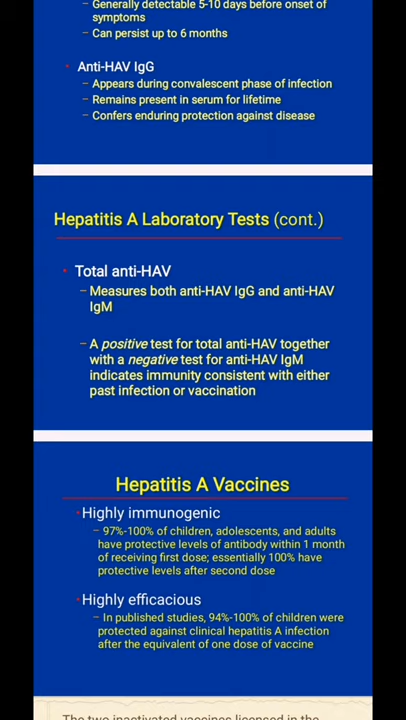 – Generally detectable 5-10 days before onset of
symptoms
– Can persist up to 6 months
• Anti-HAV IgG
– Appears during convalescent phase of infection
– Remains present in serum for lifetime
– Confers enduring protection against disease
Hepatitis A Laboratory Tests (cont.)
• Total anti-HAV
– Measures both anti-HAV IgG and anti-HAV
IgM
– A positive test for total anti-HAV together
with a negative test for anti-HAV IgM
indicates immunity consistent with either
past infection or vaccination
Hepatitis A Vaccines
• Highly immunogenic
– 97%-100% of children, adolescents, and adults
have protective levels of antibody within 1 month
of receiving first dose; essentially 100% have
protective levels after second dose
• Highly efficacious
– In published studies, 94%-100% of children were
protected against clinical hepatitis A infection
after the equivalent of one dose of vaccine
The two inactivated vaccines licensed in the